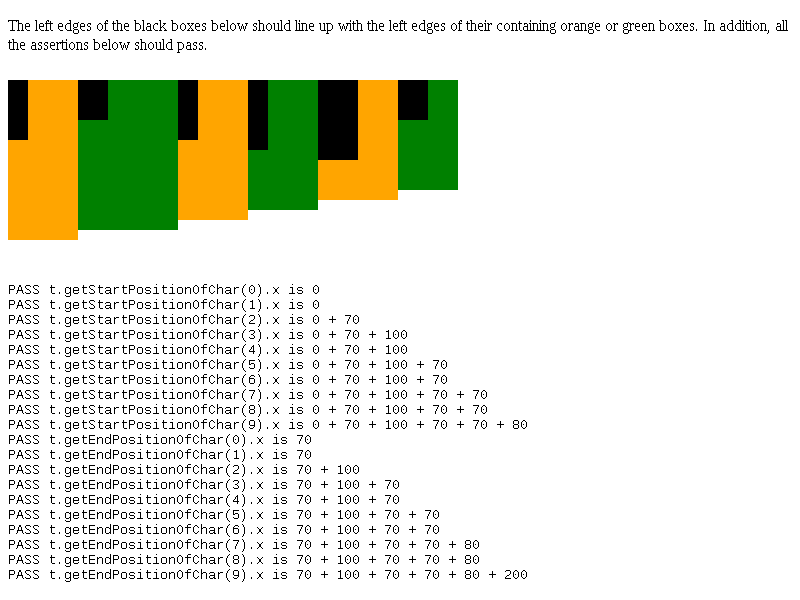 The left edges of the black boxes below should line up with the left edges of their containing orange or green boxes. In addition, all
the assertions below should pass.
PASS t.getStartPositionOfChar(0).x is 0
PASS t.getStartPositionOfChar(1).x is 0
PASS t.getStartPositionOfChar(2).x is 0 + 70
PASS t.getStartPositionOfChar(3).x is 0 + 70 + 100
PASS t.getStartPositionOfChar(4).x is 0 + 70 + 100
PASS t.getStartPositionOfChar(5).x is 0 + 70 + 100 + 70
PASS t.getStartPositionOfChar(6).x is 0 + 70 + 100 + 70
PASS t.getStartPositionOfChar(7).x is 0 + 70 + 100 + 70 + 70
PASS t.getStartPositionOfChar(8).x is 0 + 70 + 100 + 70 + 70
PASS t.getStartPositionOfChar(9).x is 0 + 70 + 100 + 70 + 70 + 80
PASS t.getEndPositionOfChar(0).x is 70
PASS t.getEndPositionOfChar(1).x is 70
PASS t.getEndPositionOfChar(2).x is 70 + 100
PASS t.getEndPositionOfChar(3).x is 70 + 100 + 70
PASS t.getEndPositionOfChar(4).x is 70 + 100 + 70
PASS t.getEndPositionOfChar(5).x is 70 + 100 + 70 + 70
PASS t.getEndPositionOfChar(6).x is 70 + 100 + 70 + 70
PASS t.getEndPositionOfChar(7).x is 70 + 100 + 70 + 70 + 80
PASS t.getEndPositionOfChar(8).x is 70 + 100 + 70 + 70 + 80
PASS t.getEndPositionOfChar(9).x is 70 + 100 + 70 + 70 + 80 + 200